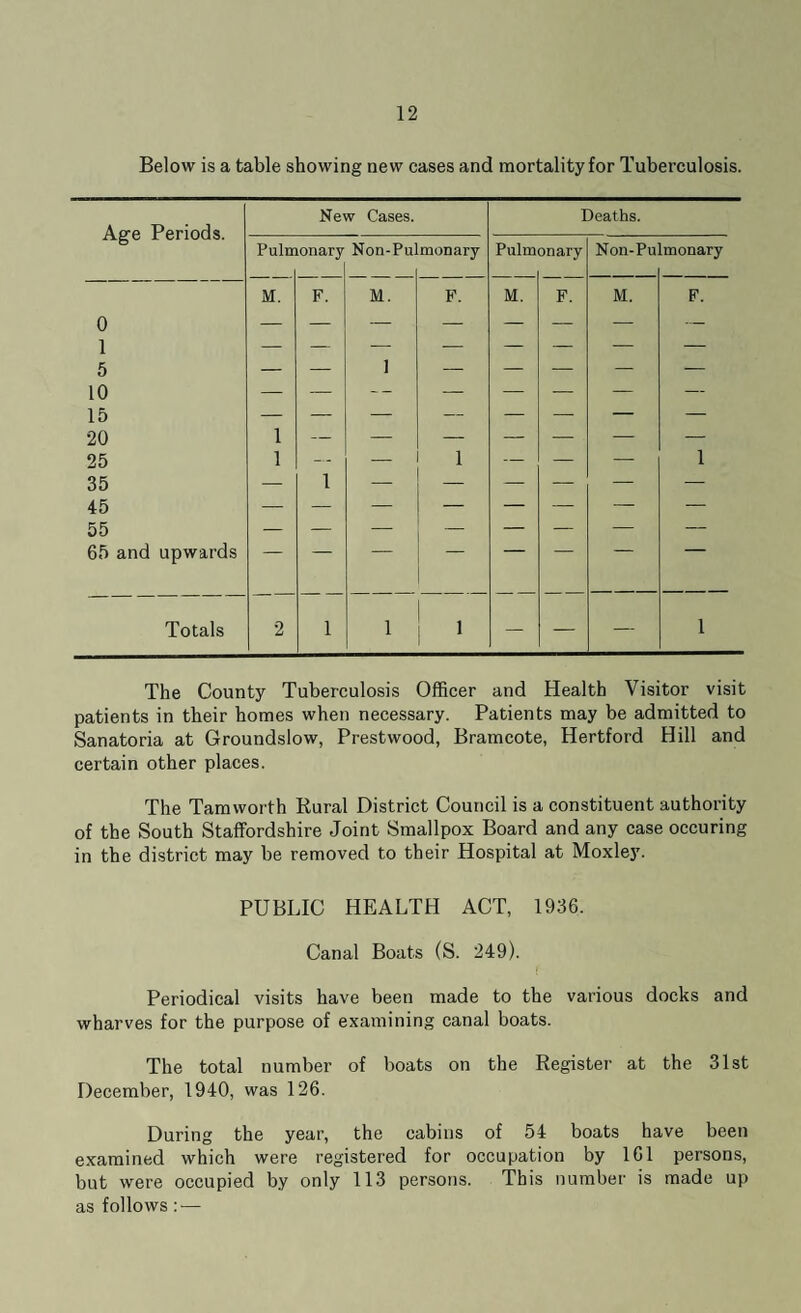 12
Below is a table showing new cases and mortality for Tuberculosis.
Age Periods. New Cases. Deaths.
Pulmonary Non-Pulmonary Pulmonary Non-Pulmonary
M. F. M. F. M. F. M. F.
0 — — — — — — — —
1 — — — — — — — —
5 — — 1 — — — — —
10 — — — — — — — —
15 — — — — — — — —
20 1 — — — — — — —
25 1 — — 1 — — — 1
35 — 1 — — — — — —
45 — — — — — — — —
55 — — — — — — — —
65 and upwards — — — — — — — —
Totals 2 1 1 1 — — — 1
The County Tuberculosis Officer and Health Visitor visit
patients in their homes when necessary. Patients may be admitted to
Sanatoria at Groundslow, Prestwood, Bramcote, Hertford Hill and
certain other places.
The Tamworth Rural District Council is a constituent authority
of the South Staffordshire Joint Smallpox Board and any case occuring
in the district may be removed to their Hospital at Moxley.
PUBLIC HEALTH ACT, 1936.
Canal Boats (S. 249).
Periodical visits have been made to the various docks and
wharves for the purpose of examining canal boats.
The total number of boats on the Register at the 31st
December, 1940, was 126.
During the year, the cabins of 54 boats have been
examined which were registered for occupation by 161 persons,
but were occupied by only 113 persons. This number is made up
as follows :—